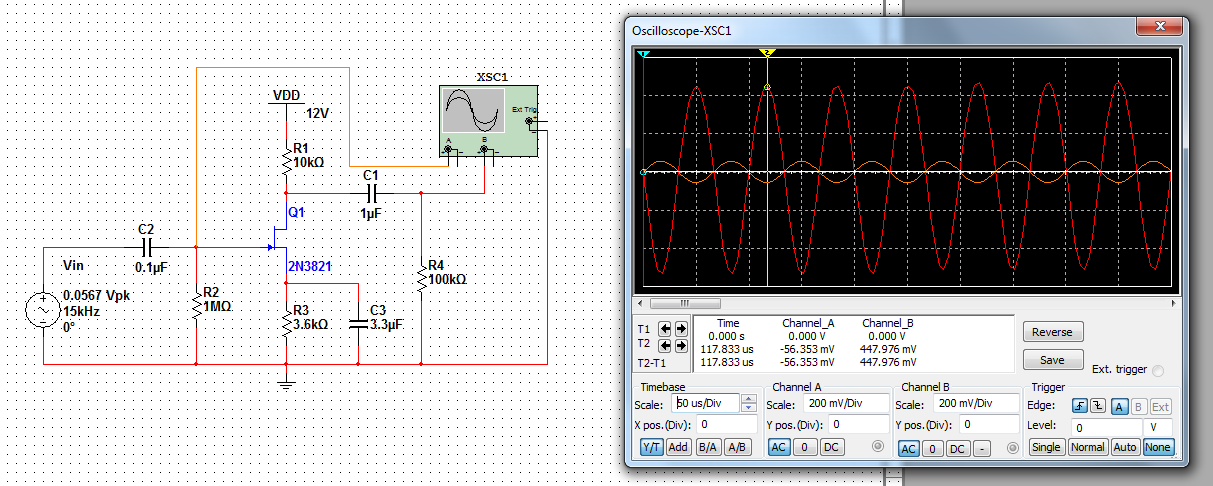 XSC1
Ext Trig
A
B
VDD
12V
R1
10kΩ
C1
1µF
Q1
2N3821
C2
0.1µF
Vin
0.0567 Vpk
15kHz
0°
R2
1MΩ
R3
3.6kΩ
C3
3.3µF
R4
100kΩ
Oscilloscope-XSC1
1
2
Time Channel_A Channel_B
T1 0.000 s 0.000 V 0.000 V
T2 117.833 us -56.353 mV 447.976 mV
T2-T1 117.833 us -56.353 mV 447.976 mV
Reverse
Save
Ext. trigger
Timebase
Scale: 50 us/Div
X pos.(Div): 0
Y/T Add B/A A/B
Channel A
Scale: 200 mV/Div
Y pos.(Div): 0
AC 0 DC
Channel B
Scale: 200 mV/Div
Y pos.(Div): 0
AC 0 DC -
Trigger
Edge: A B Ext
Level: 0 V
Single Normal Auto None